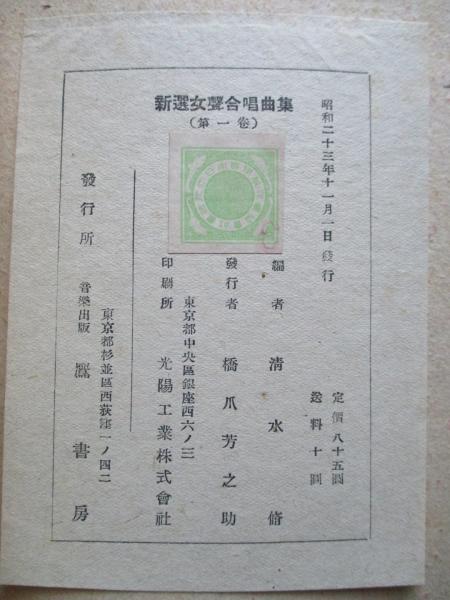 新選女聲合唱曲集
(第一卷)
昭和二十三年十一月一日發行
定價八十五圓
送料十圓
編者 清水脩
發行者 橋爪芳之助
東京都中央區銀座西六ノ三
印刷所 光陽工業株式會社
東京都杉並區西荻窪一ノ四二
發行所 音樂出版 書房